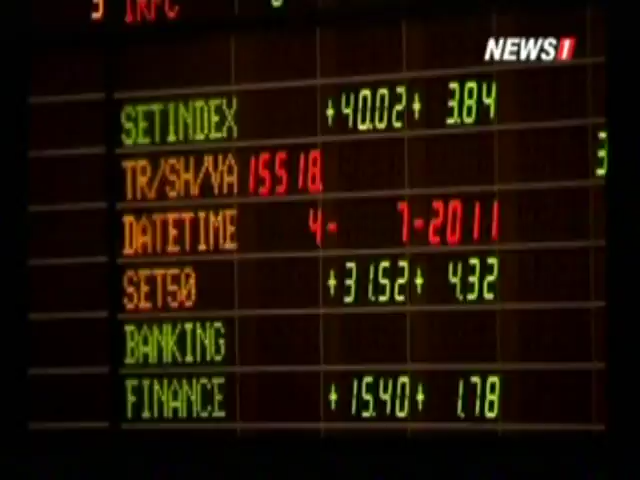 IRPC
NEWS1
SETINDEX +40.02+ 3.84
TR/SH/VA 15518.
DATETIME 4- 7-2011
SET50 +31.52+ 4.32
BANKING
FINANCE +15.40+ 1.78